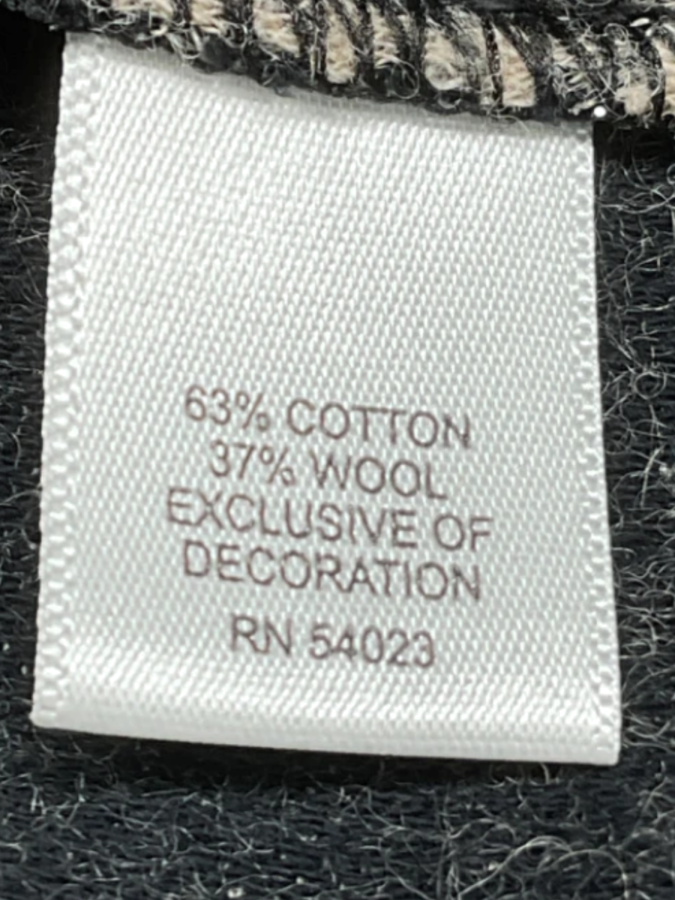 63% COTTON
37% WOOL
EXCLUSIVE OF
DECORATION
RN 54023